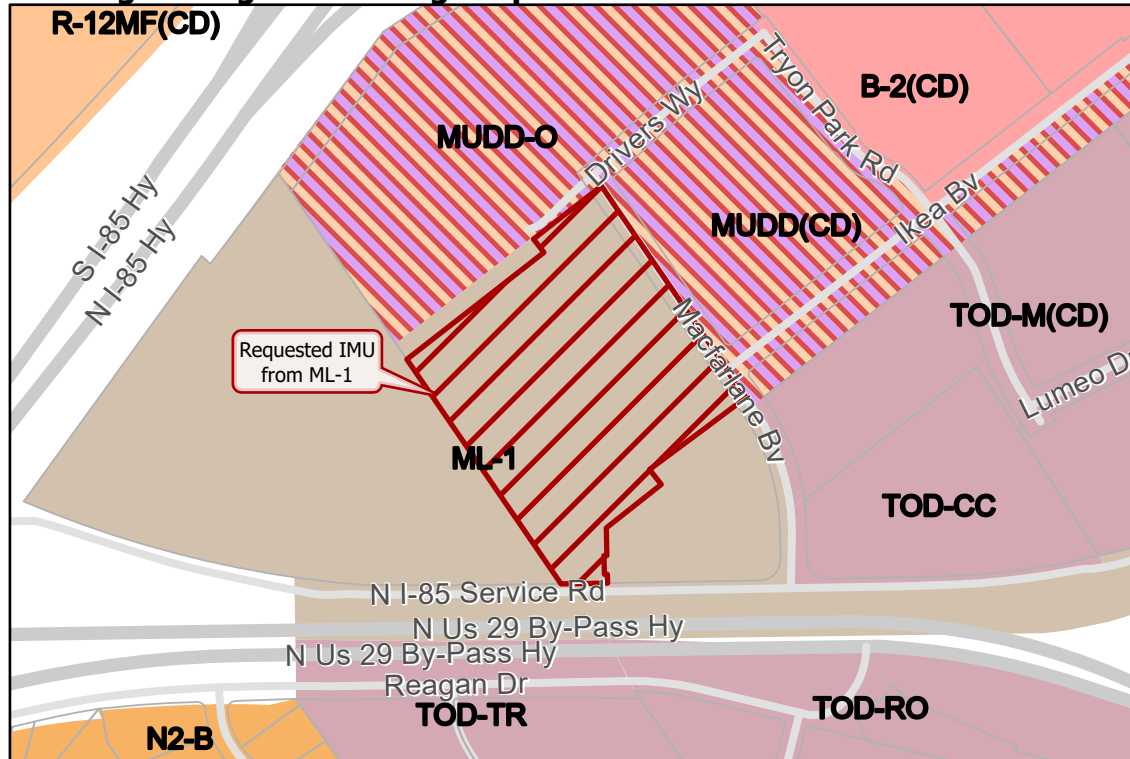 R-12MF(CD)
B-2(CD)
Tryon Park Rd
MUDD-O
Drivers Wy
S I-85 Hy
N I-85 Hy
MUDD(CD)
Ikea Bv
TOD-M(CD)
Requested IMU
from ML-1
Macfarlane Bv
Lumeo Dr
ML-1
TOD-CC
N I-85 Service Rd
N Us 29 By-Pass Hy
N Us 29 By-Pass Hy
Reagan Dr
TOD-TR
TOD-RO
N2-B